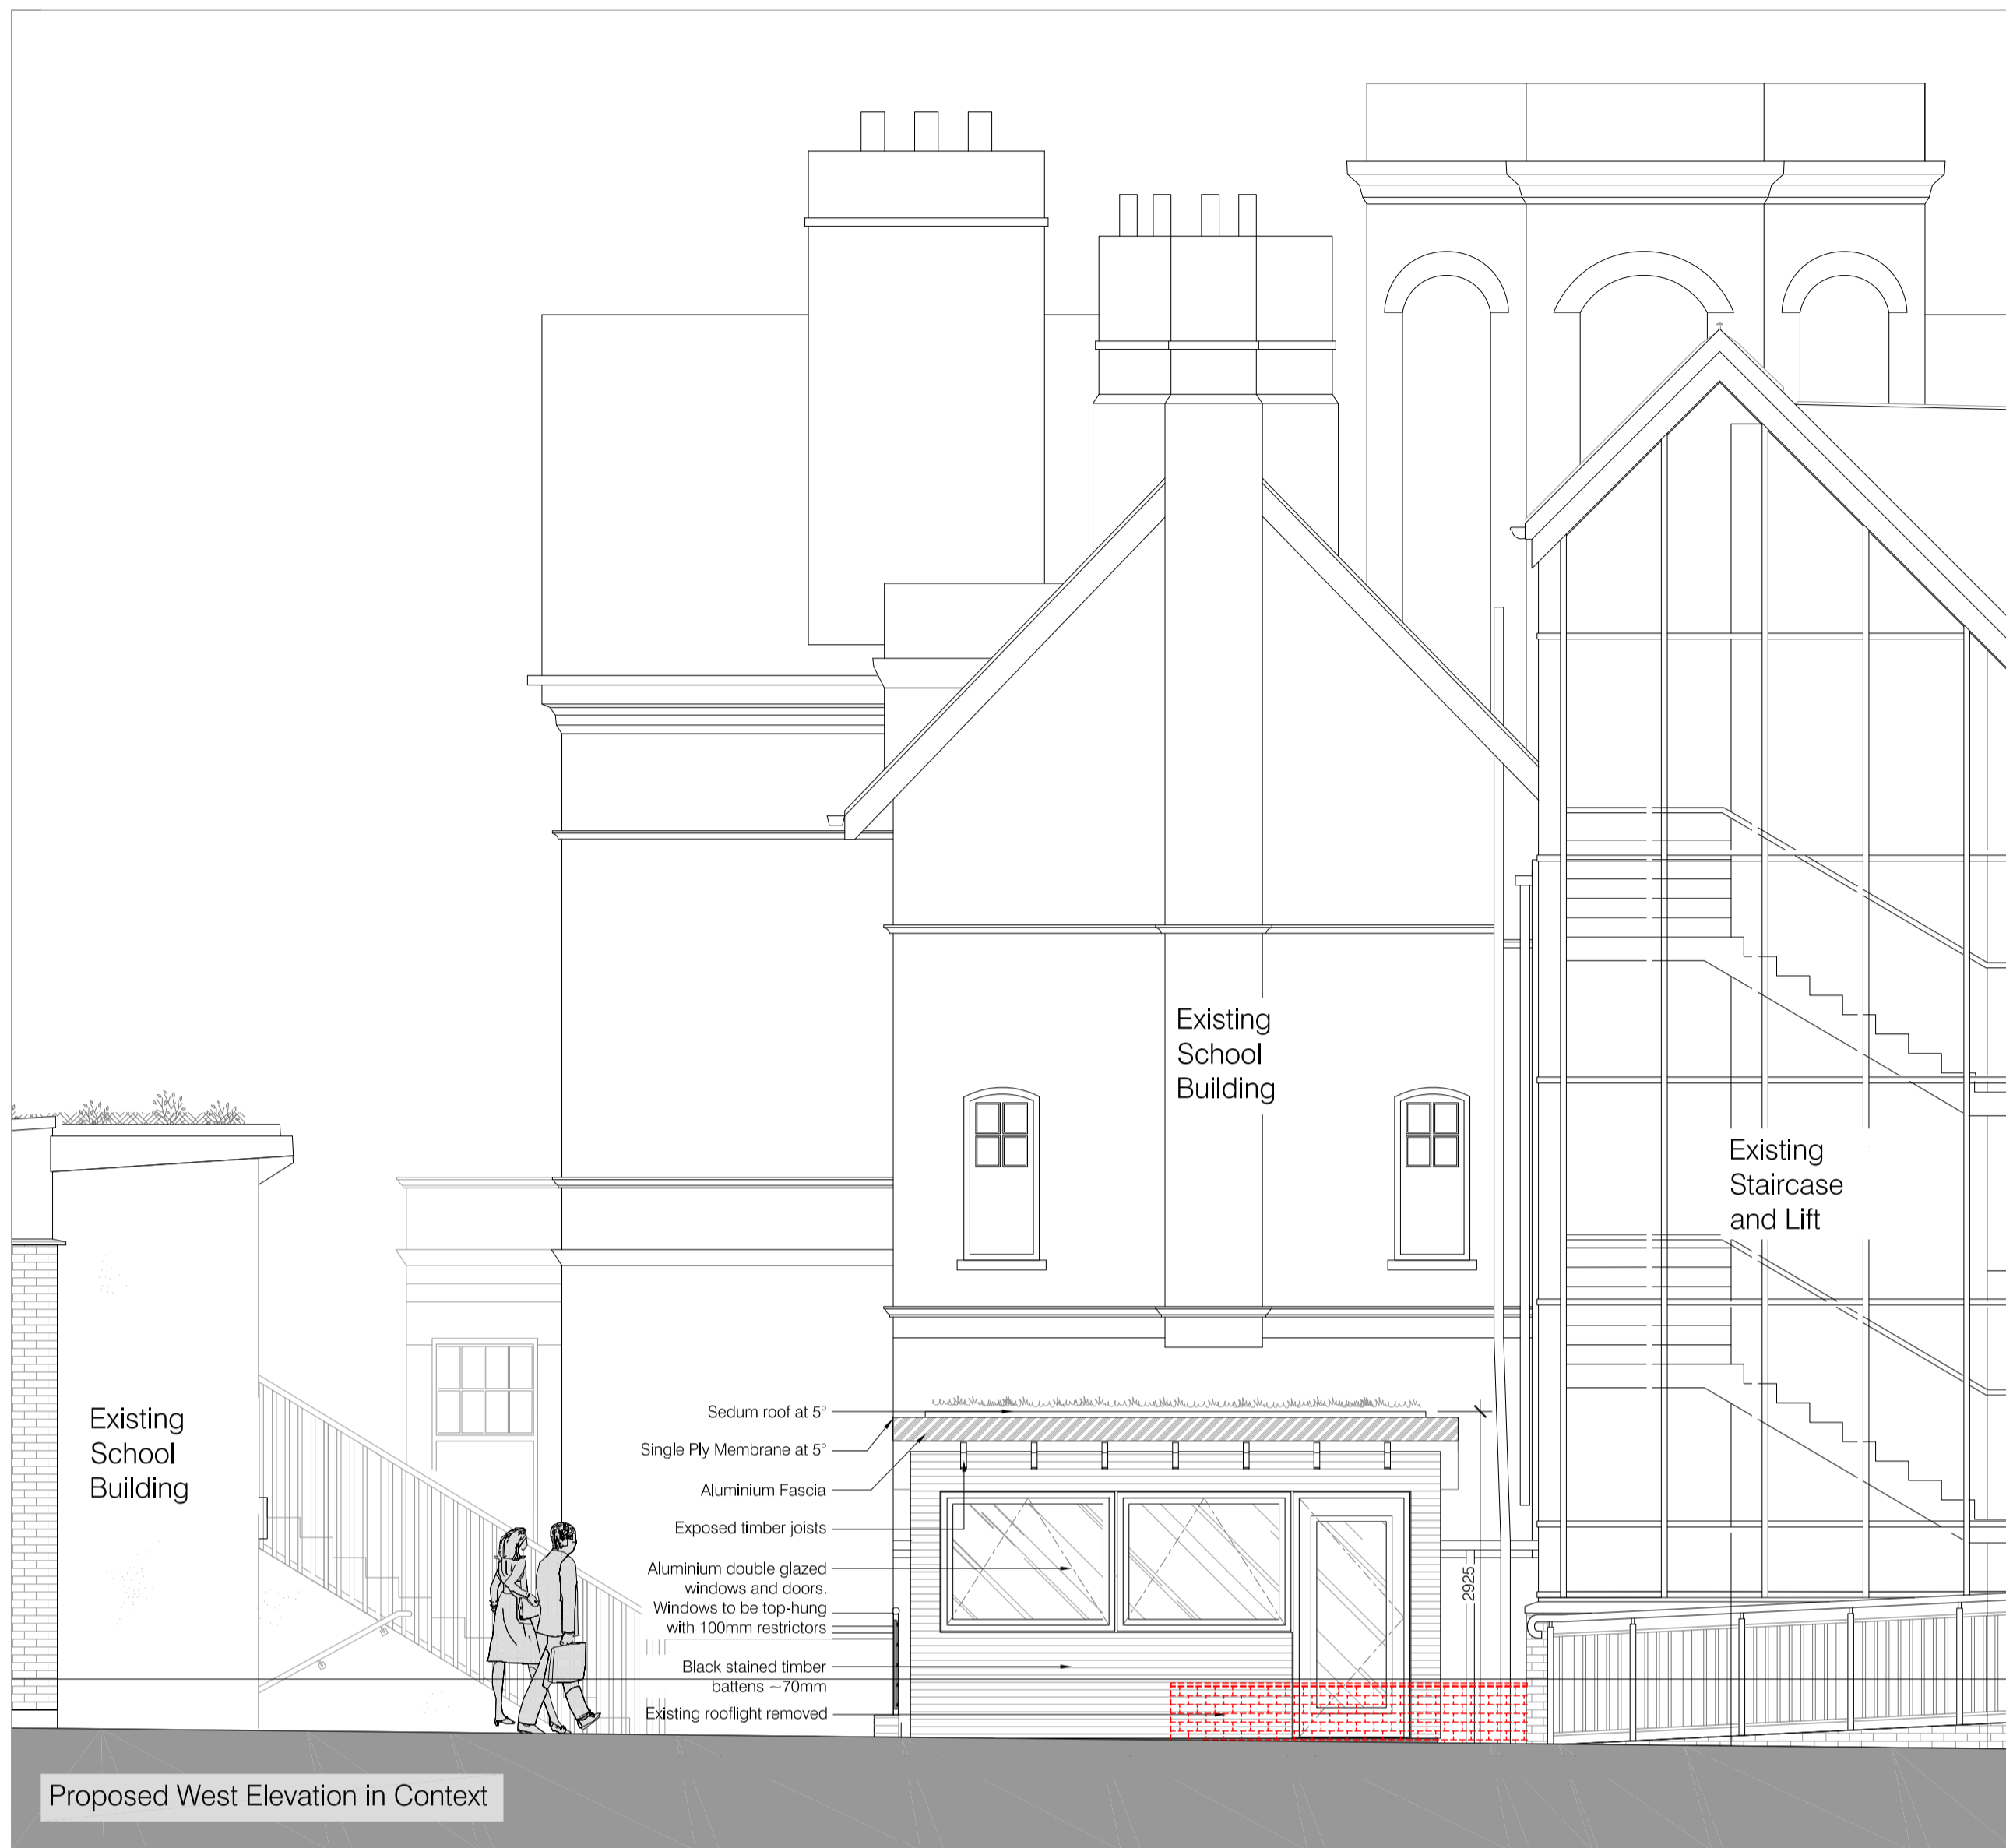 Existing
School
Building
Existing
Staircase
and Lift
Existing
School
Building
Sedum roof at 5°
Single Ply Membrane at 5°
Aluminium Fascia
Exposed timber joists
Aluminium double glazed
windows and doors.
Windows to be top-hung
with 100mm restrictors
Black stained timber
battens ~70mm
Existing rooflight removed
2925
Proposed West Elevation in Context